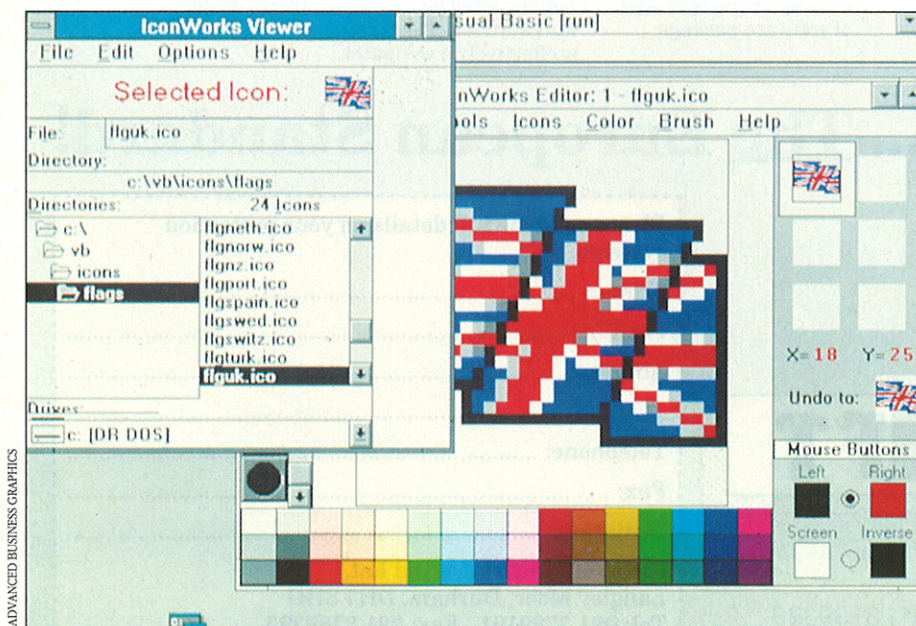 IconWorks Viewer
File Edit Options Help
Selected Icon:
File: flguk.ico
Directory:
c:\vb\icons\flags
Directories: 24 Icons
c:\
vb
icons
flags
flgneth.ico
flgnorw.ico
flgnz.ico
flgport.ico
flgspain.ico
flgswed.ico
flgswitz.ico
flgturk.ico
flguk.ico
Drives:
c: [DR DOS]
sual Basic [run]
nWorks Editor: 1 - flguk.ico
ols Icons Color Brush Help
X= 18 Y= 25
Undo to:
Mouse Buttons
Left Right
Screen Inverse
ADVANCED BUSINESS GRAPHICS